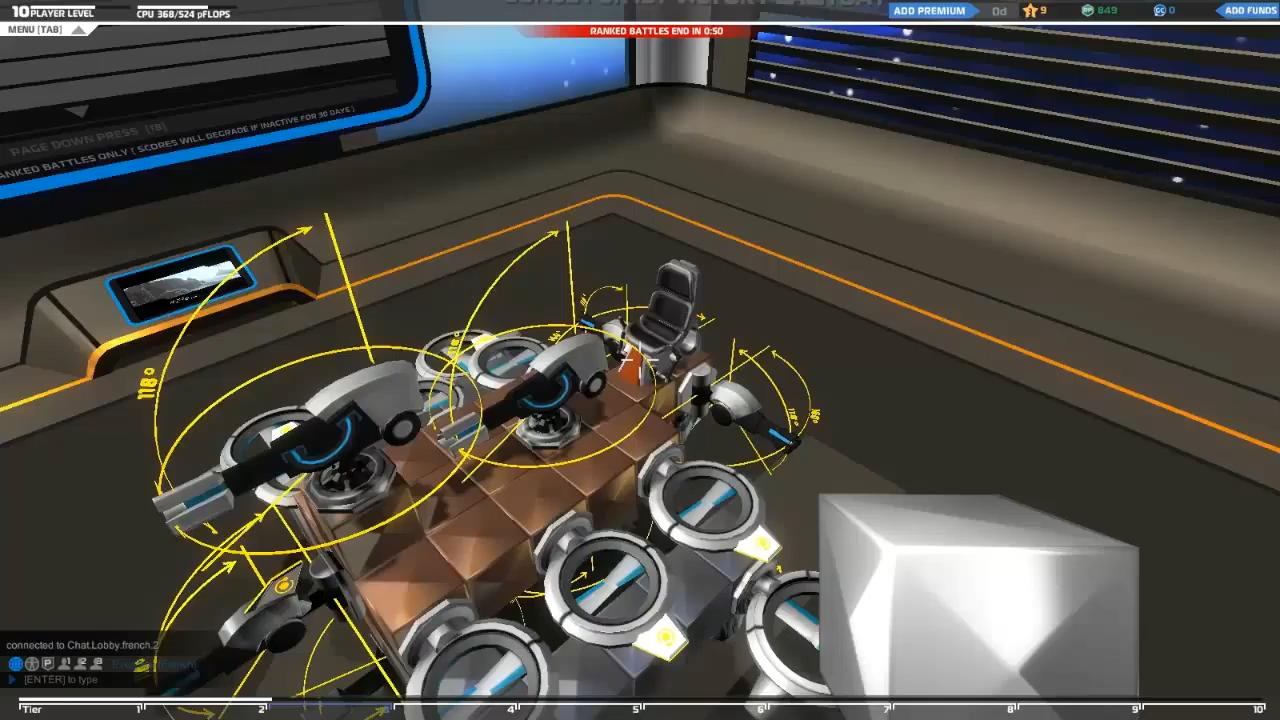 10 PLAYER LEVEL
CPU 368/524 pFLOPS
ADD PREMIUM
0d
9
849
0
ADD FUNDS
MENU [TAB]
RANKED BATTLES END IN 0:50
PAGE DOWN PRESS
RANKED BATTLES ONLY ( SCORES WILL DEGRADE IF INACTIVE FOR 30 DAYS )
118°
118°
connected to Chat.Lobby.french.2
[ENTER] to type
Tier 1 2 3 4 5 6 7 8 9 10